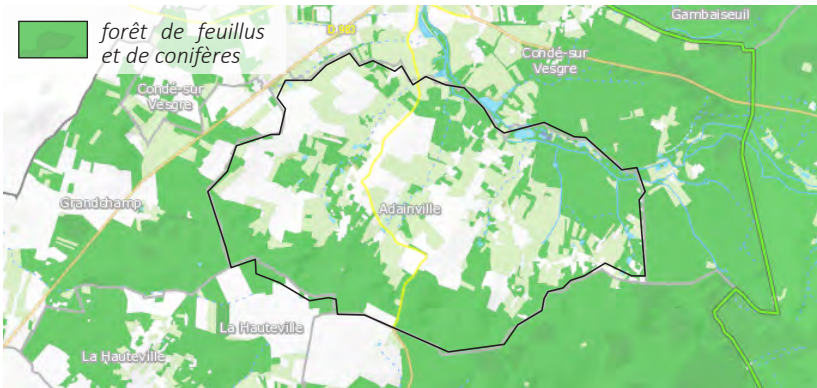 forêt de feuillus
et de conifères
Gambaiseuil
D 983
Condé-sur
Vesgre
Condé-sur
Vesgre
Grandchamp
Adainville
La Hauteville
La Hauteville